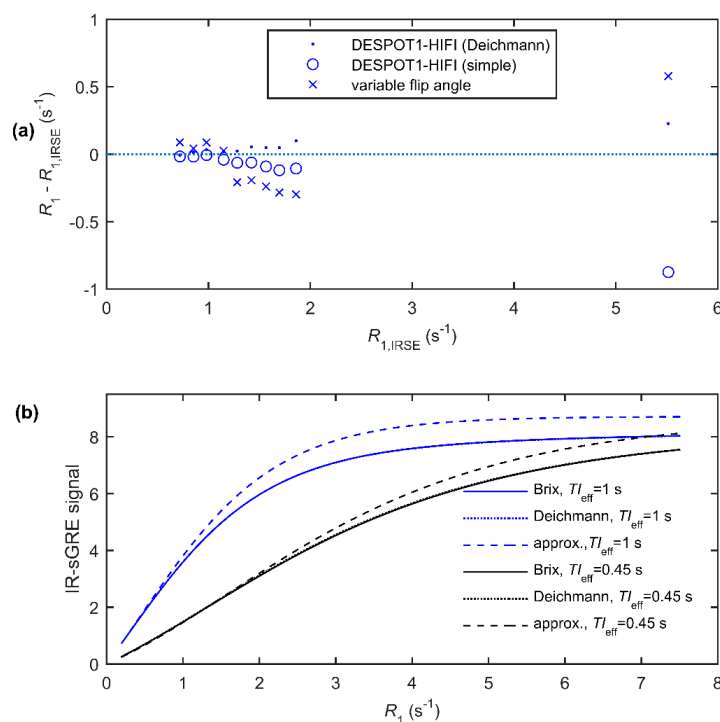 (a)
1
0.5
0
-0.5
-1
R1 - R1,IRSE (s-1)
DESPOT1-HIFI (Deichmann)
DESPOT1-HIFI (simple)
variable flip angle
0 1 2 3 4 5 6
R1,IRSE (s-1)
(b)
8
6
4
2
0
IR-sGRE signal
Brix, TIeff=1 s
Deichmann, TIeff=1 s
approx.,TIeff=1 s
Brix, TIeff=0.45 s
Deichmann, TIeff=0.45 s
approx., TIeff=0.45 s
0 1 2 3 4 5 6 7 8
R1 (s-1)